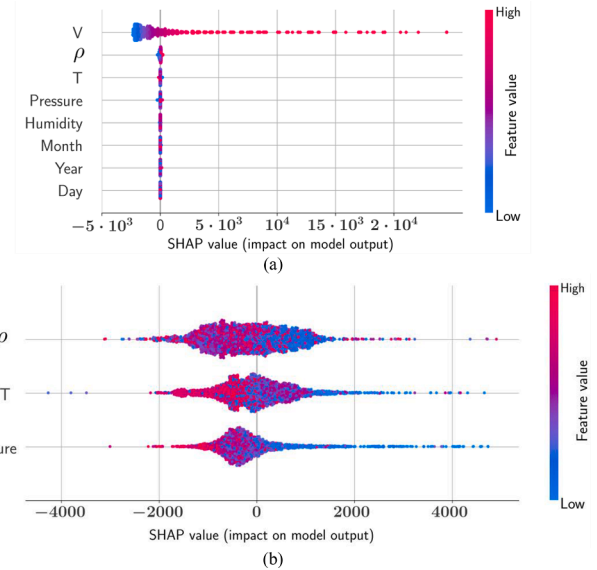 High
V
ρ
T
Pressure
Humidity
Month
Year
Day
Feature value
Low
−5 · 10³ 0 5 · 10³ 10⁴ 15 · 10³ 2 · 10⁴
SHAP value (impact on model output)
(a)
High
ρ
T
ure
Feature value
Low
−4000 −2000 0 2000 4000
SHAP value (impact on model output)
(b)